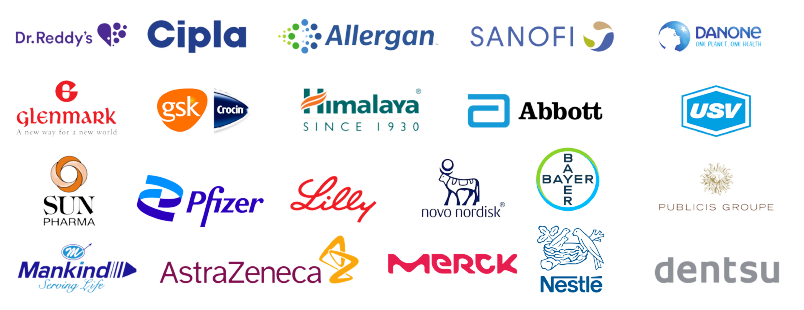 Dr.Reddy's
Cipla
Allergan
SANOFI
DANONE
ONE PLANET. ONE HEALTH
GLENMARK
A new way for a new world
gsk
Crocin
Himalaya
SINCE 1930
Abbott
USV
SUN
PHARMA
Pfizer
Lilly
novo nordisk®
BAYER
BAYER
PUBLICIS GROUPE
Mankind
Serving Life
AstraZeneca
MERCK
Nestlé
dentsu